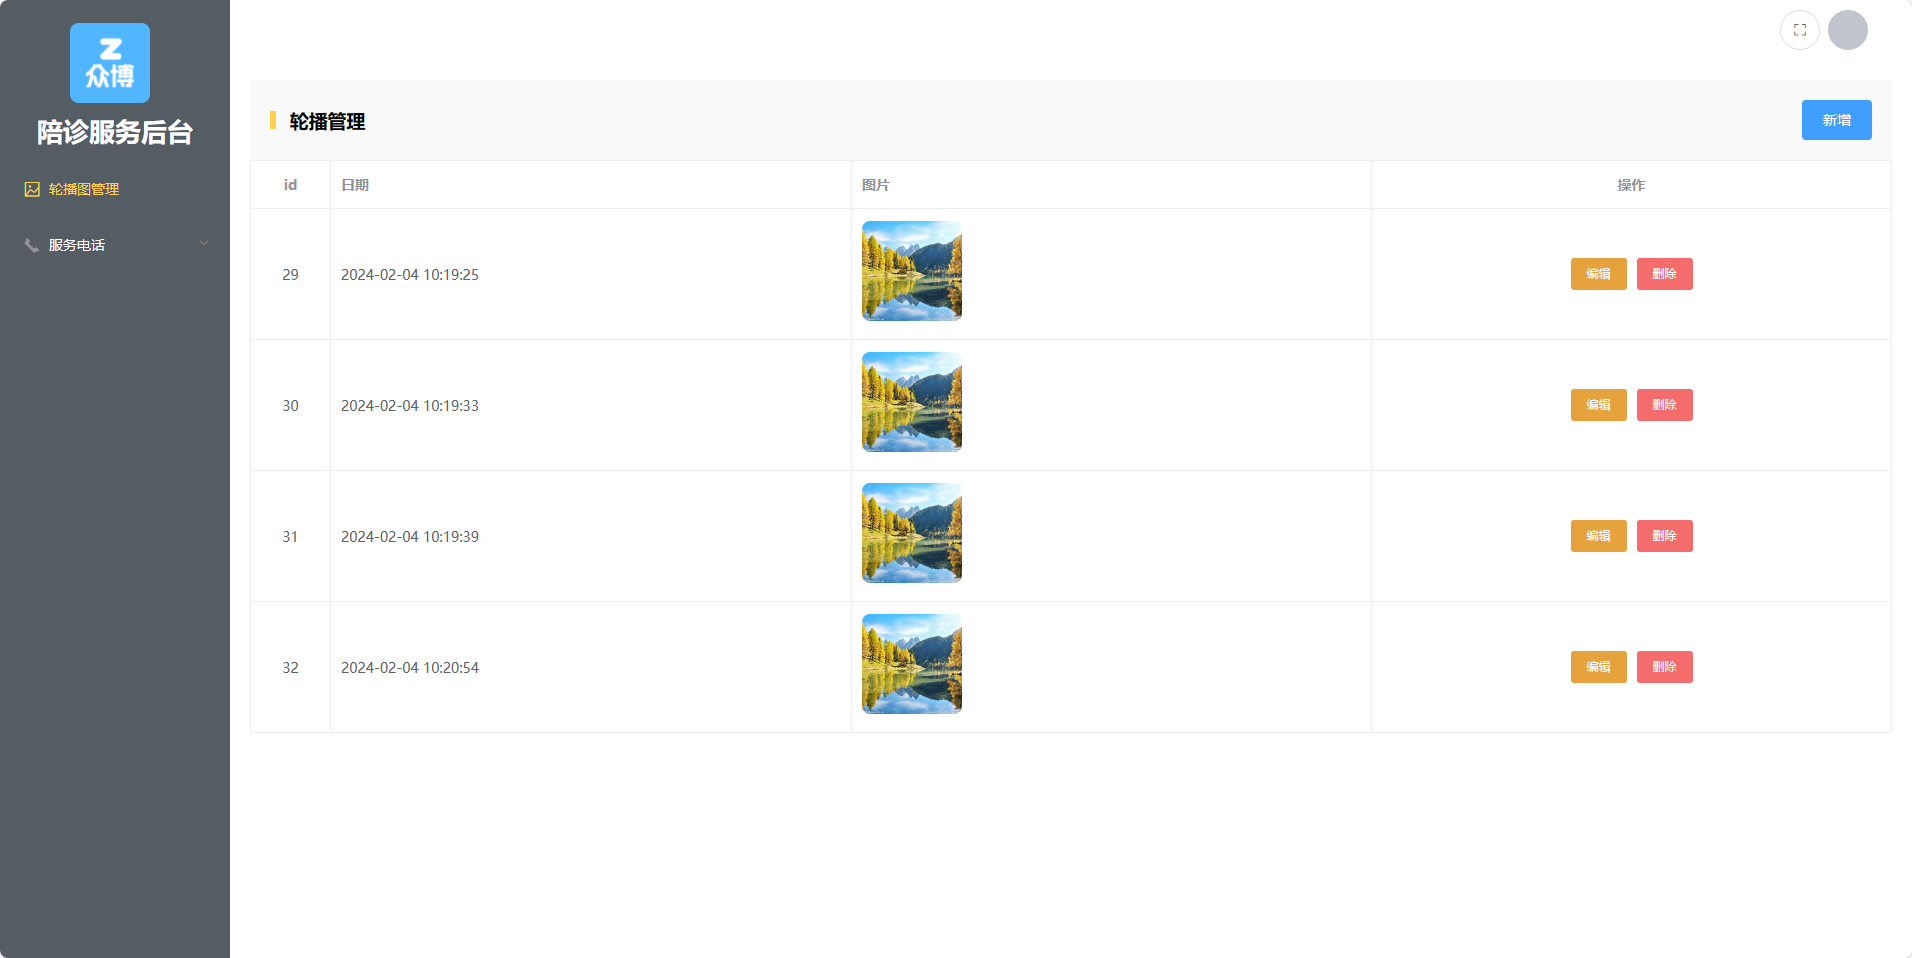 Z
众博
陪诊服务后台
轮播图管理
服务电话
轮播管理
新增
id 日期 图片 操作
29 2024-02-04 10:19:25 编辑 删除
30 2024-02-04 10:19:33 编辑 删除
31 2024-02-04 10:19:39 编辑 删除
32 2024-02-04 10:20:54 编辑 删除